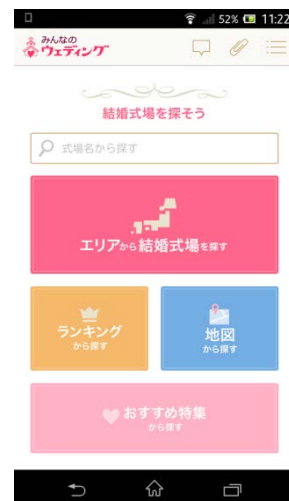 52% 11:22
みんなの
ウェディング
結婚式場を探そう
式場名から探す
エリアから結婚式場を探す
ランキング
から探す
地図
から探す
おすすめ特集
から探す